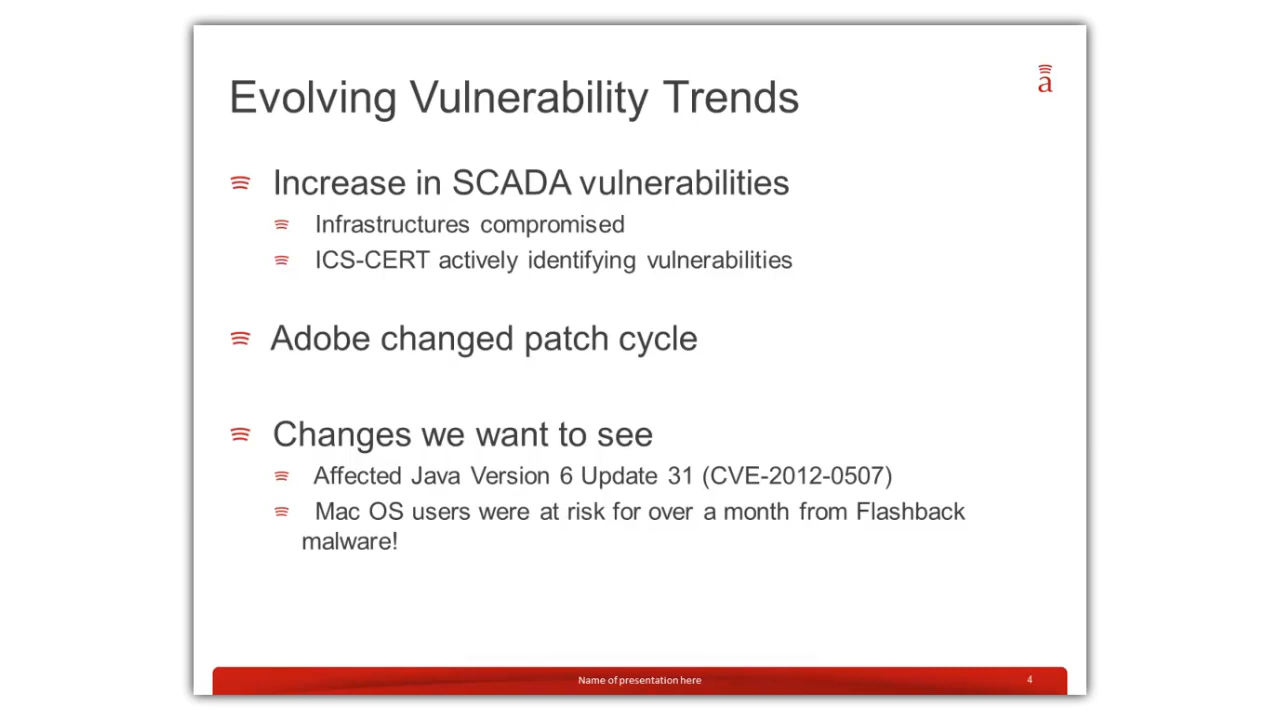 a
Evolving Vulnerability Trends
Increase in SCADA vulnerabilities
Infrastructures compromised
ICS-CERT actively identifying vulnerabilities
Adobe changed patch cycle
Changes we want to see
Affected Java Version 6 Update 31 (CVE-2012-0507)
Mac OS users were at risk for over a month from Flashback
malware!
Name of presentation here
4